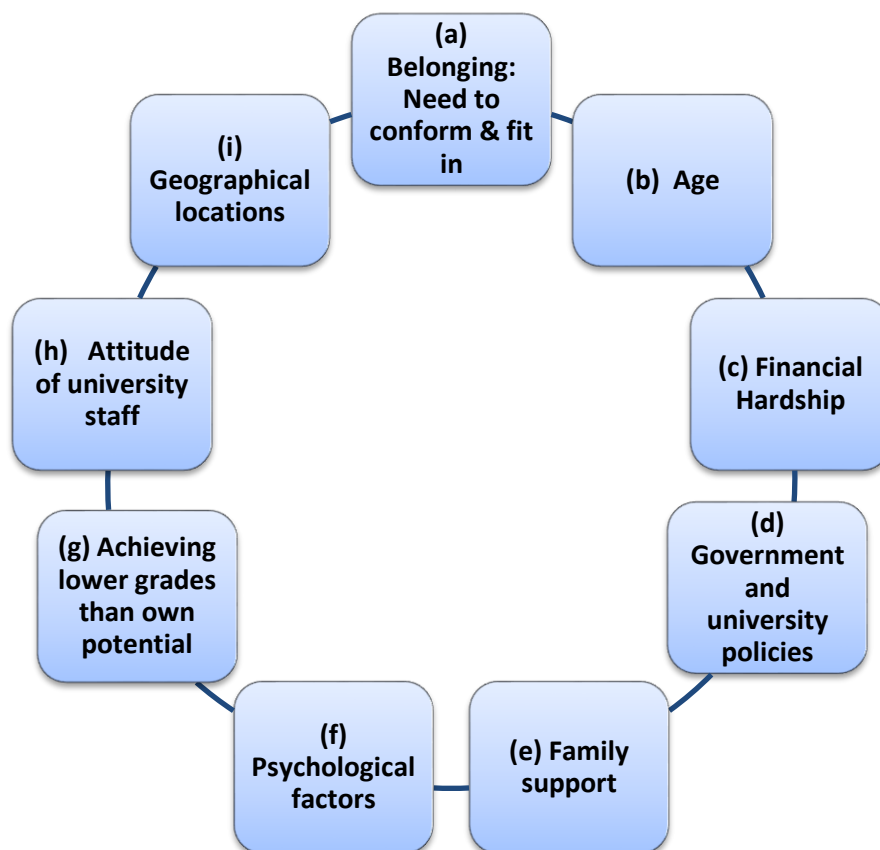 (a)
Belonging:
Need to
conform & fit
in
(b) Age
(c) Financial
Hardship
(d)
Government
and
university
policies
(e) Family
support
(f)
Psychological
factors
(g) Achieving
lower grades
than own
potential
(h) Attitude
of university
staff
(i)
Geographical
locations